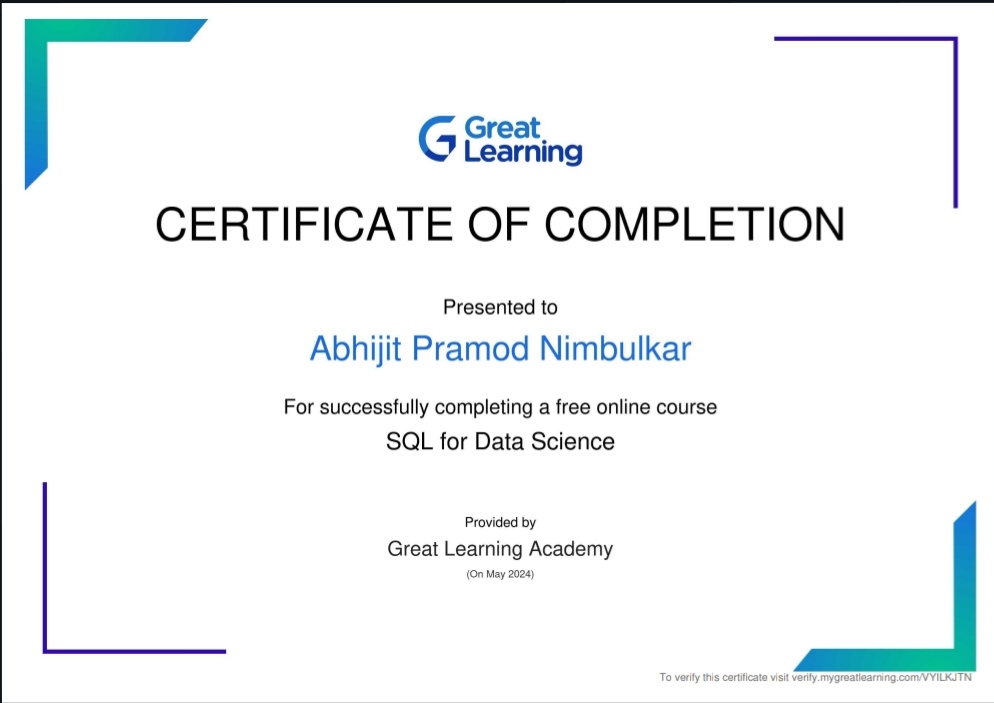 Great
Learning
CERTIFICATE OF COMPLETION
Presented to
Abhijit Pramod Nimbulkar
For successfully completing a free online course
SQL for Data Science
Provided by
Great Learning Academy
(On May 2024)
To verify this certificate visit verify.mygreatlearning.com/VYILKJTN